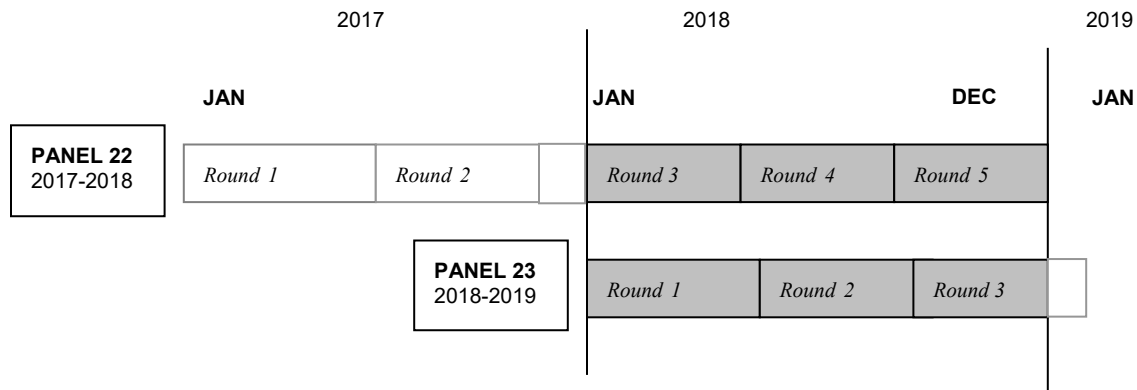 2017 2018 2019
JAN JAN DEC JAN
PANEL 22
2017-2018
Round 1 Round 2 Round 3 Round 4 Round 5
PANEL 23
2018-2019
Round 1 Round 2 Round 3